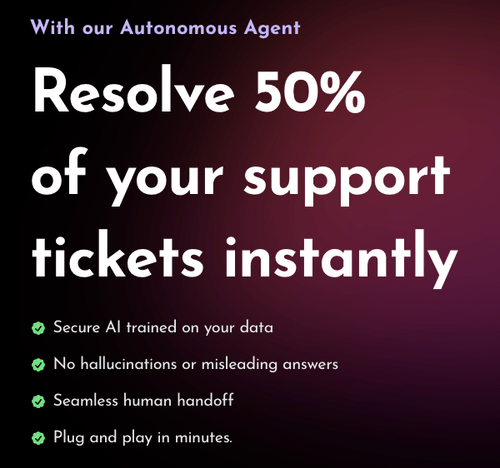 With our Autonomous Agent
Resolve 50%
of your support
tickets instantly
Secure AI trained on your data
No hallucinations or misleading answers
Seamless human handoff
Plug and play in minutes.